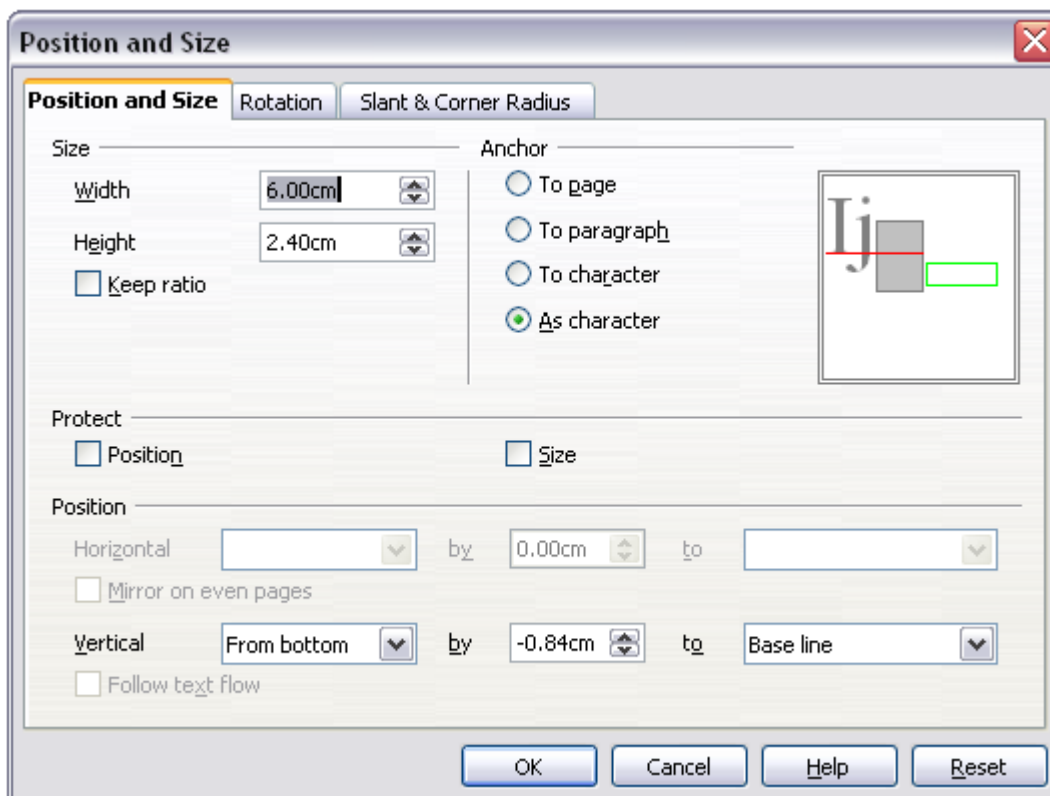 Position and Size
Position and Size Rotation Slant & Corner Radius
Size Anchor
Width 6.00cm To page
Height 2.40cm To paragraph
Keep ratio To character
As character
Ij
Protect
Position Size
Position
Horizontal by 0.00cm to
Mirror on even pages
Vertical From bottom by -0.84cm to Base line
Follow text flow
OK Cancel Help Reset